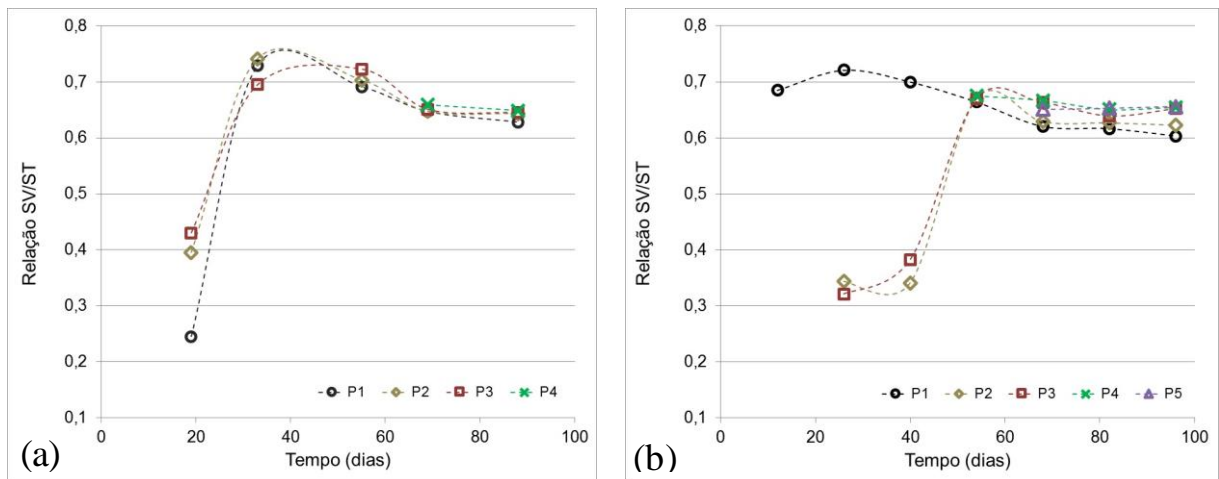 0,8
0,7
0,6
0,5
0,4
0,3
0,2
0,1
Relação SV/ST
P1 P2 P3 P4
0 20 40 60 80 100
Tempo (dias)
(a)
0,8
0,7
0,6
0,5
0,4
0,3
0,2
0,1
Relação SV/ST
P1 P2 P3 P4 P5
0 20 40 60 80 100
Tempo (dias)
(b)